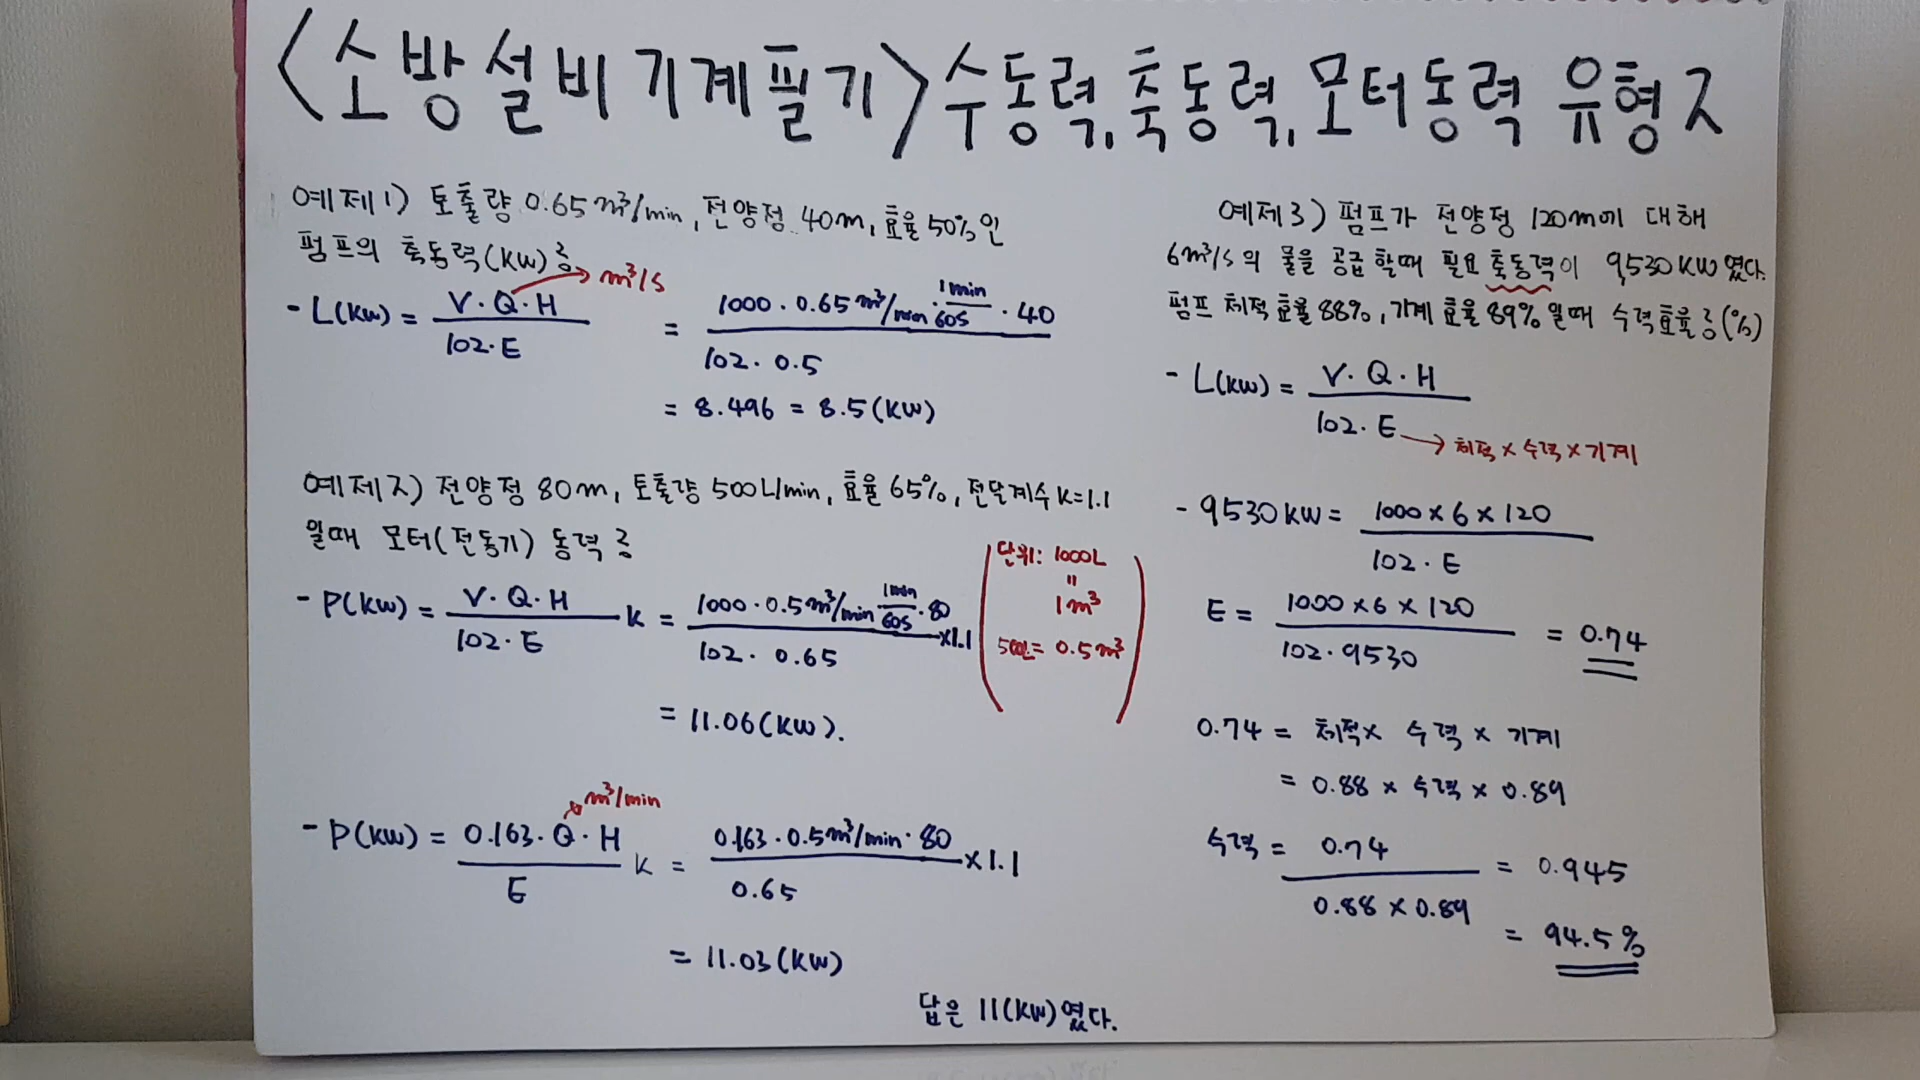 <소방설비기계필기> 수동력, 축동력, 모터동력 유형 2
예제1) 토출량 0.65m³/min, 전양정 40m, 효율 50%인
펌프의 축동력(KW)는
m³/s
- L(KW) = V·Q·H / 102·E = 1000 · 0.65m³/min · 1min/60s · 40 / 102 · 0.5
= 8.496 = 8.5(KW)
예제2) 전양정 80m, 토출량 500L/min, 효율 65%, 전달계수 K=1.1
일때 모터(전동기) 동력는
- P(KW) = V·Q·H / 102·E K = 1000 · 0.5m³/min 1min/60s · 80 / 102 · 0.65 ×1.1
단위: 1000L
=
1m³
500L = 0.5m³
= 11.06(KW).
m³/min
- P(KW) = 0.163·Q·H / E K = 0.163 · 0.5m³/min · 80 / 0.65 × 1.1
= 11.03(KW)
답은 11(KW)였다.
예제3) 펌프가 전양정 120m에 대해
6m³/s의 물을 공급할때 필요 축동력이 9530KW였다.
펌프 체적효율 88%, 기계효율 89%일때 수력효율는(%)
- L(KW) = V·Q·H / 102·E
→ 체적×수력×기계
- 9530KW = 1000×6×120 / 102·E
E = 1000×6×120 / 102·9530 = 0.74
0.74 = 체적× 수력 × 기계
= 0.88 × 수력 × 0.89
수력 = 0.74 / 0.88×0.89 = 0.945
= 94.5%